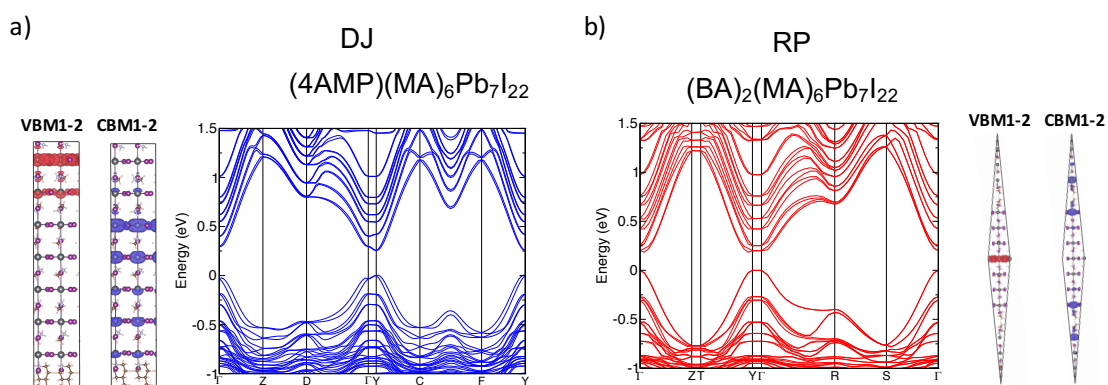 a)
DJ
(4AMP)(MA)₆Pb₇I₂₂
VBM1-2 CBM1-2
1.5
1
0.5
0
-0.5
-1
Energy (eV)
Γ Z D Γ Y C F Y
b)
RP
(BA)₂(MA)₆Pb₇I₂₂
1.5
1
0.5
0
-0.5
-1
Energy (eV)
Γ Z T Y Γ R S Γ
VBM1-2 CBM1-2